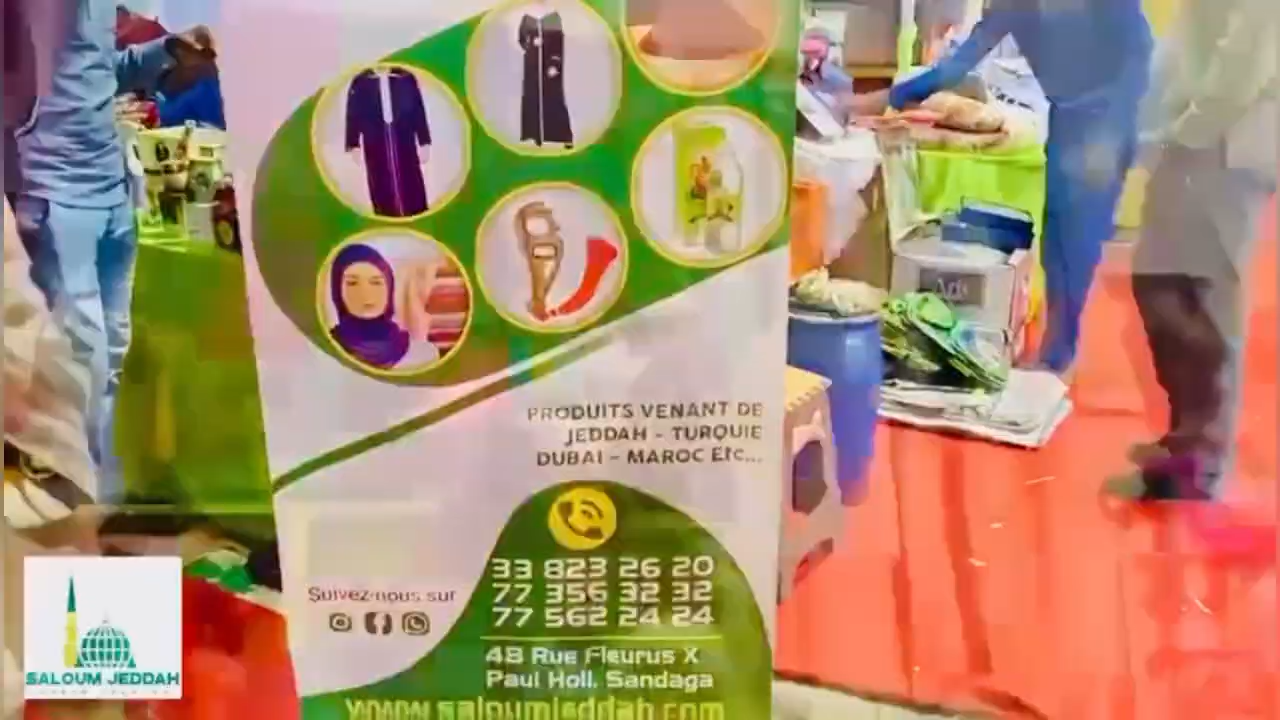 PRODUITS VENANT DE
JEDDAH - TURQUIE
DUBAI - MAROC Etc...
33 823 26 20
77 356 32 32
77 562 24 24
Suivez-nous sur
48 Rue Fleurus X
Paul Holl. Sandaga
www.saloumjeddah.com
SALOUM JEDDAH